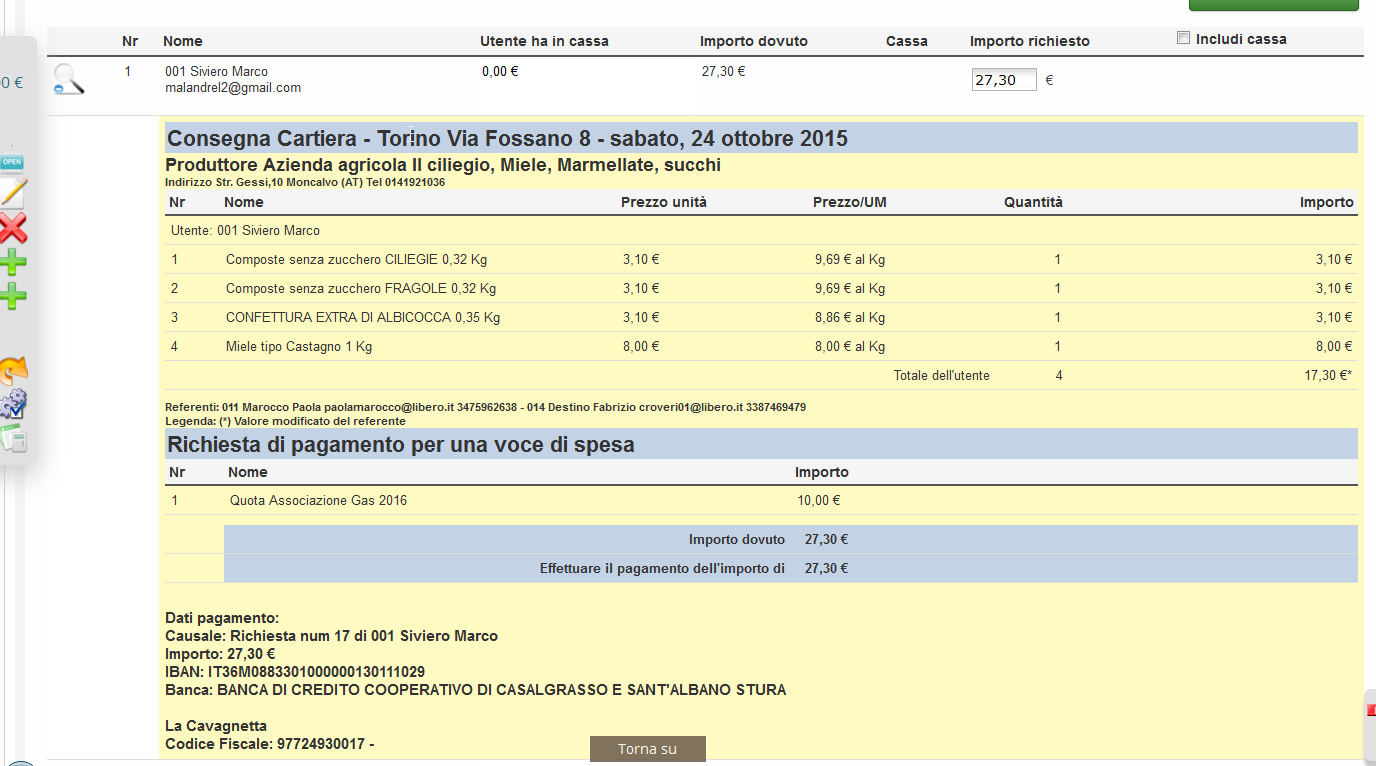 Nr Nome Utente ha in cassa Importo dovuto Cassa Importo richiesto Includi cassa
1 001 Siviero Marco 0,00 € 27,30 € 27,30 €
malandrel2@gmail.com
0 €
OPEN
Consegna Cartiera - Torino Via Fossano 8 - sabato, 24 ottobre 2015
Produttore Azienda agricola Il ciliegio, Miele, Marmellate, succhi
Indirizzo Str. Gessi,10 Moncalvo (AT) Tel 0141921036
Nr Nome Prezzo unità Prezzo/UM Quantità Importo
Utente: 001 Siviero Marco
1 Composte senza zucchero CILIEGIE 0,32 Kg 3,10 € 9,69 € al Kg 1 3,10 €
2 Composte senza zucchero FRAGOLE 0,32 Kg 3,10 € 9,69 € al Kg 1 3,10 €
3 CONFETTURA EXTRA DI ALBICOCCA 0,35 Kg 3,10 € 8,86 € al Kg 1 3,10 €
4 Miele tipo Castagno 1 Kg 8,00 € 8,00 € al Kg 1 8,00 €
Totale dell'utente 4 17,30 €*
Referenti: 011 Marocco Paola paolamarocco@libero.it 3475962638 - 014 Destino Fabrizio croveri01@libero.it 3387469479
Legenda: (*) Valore modificato del referente
Richiesta di pagamento per una voce di spesa
Nr Nome Importo
1 Quota Associazione Gas 2016 10,00 €
Importo dovuto 27,30 €
Effettuare il pagamento dell'importo di 27,30 €
Dati pagamento:
Causale: Richiesta num 17 di 001 Siviero Marco
Importo: 27,30 €
IBAN: IT36M0883301000000130111029
Banca: BANCA DI CREDITO COOPERATIVO DI CASALGRASSO E SANT'ALBANO STURA
La Cavagnetta
Codice Fiscale: 97724930017 -
Torna su